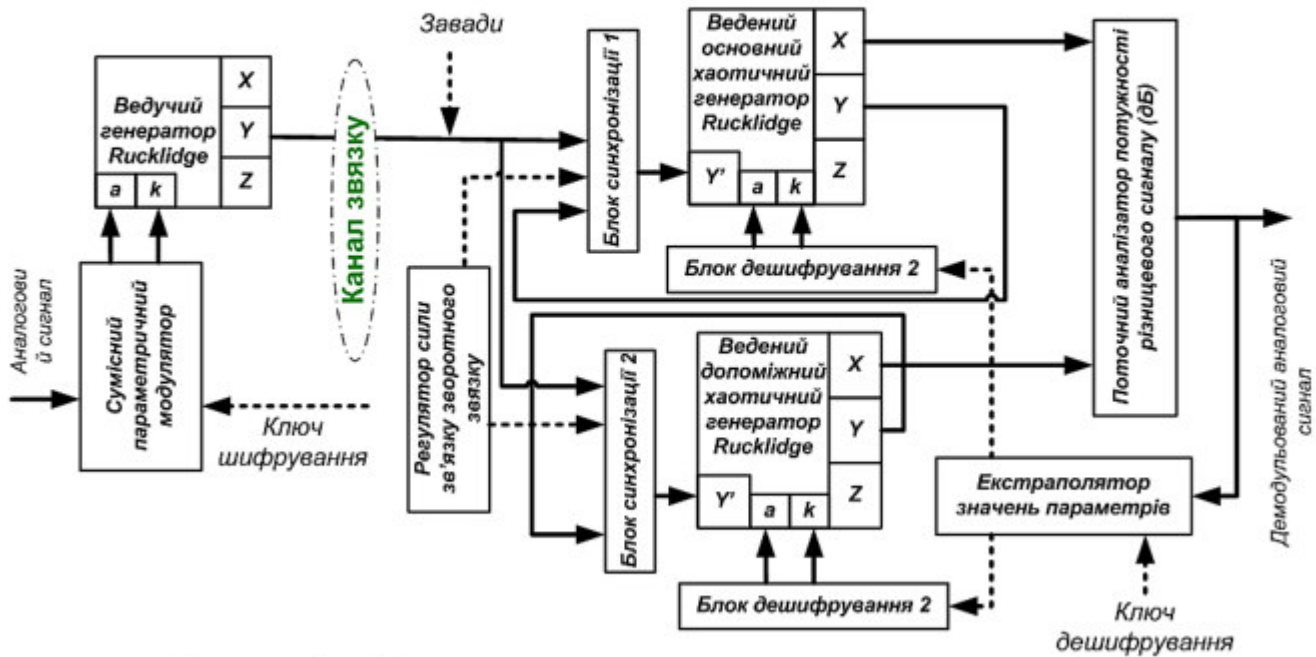 Завади
Ведучий
генератор
Rucklidge
X
Y
Z
a
k
Канал звязку
Блок синхронізації 1
Ведений
основний
хаотичний
генератор
Rucklidge
X
Y
Z
Y'
a
k
Блок дешифрування 2
Поточний аналізатор потужності
різницевого сигналу (дБ)
Аналогови
й сигнал
Сумісний
параметричний
модулятор
Ключ
шифрування
Регулятор сили
зв'язку зворотного
звязку
Блок синхронізації 2
Ведений
допоміжний
хаотичний
генератор
Rucklidge
X
Y
Z
Y'
a
k
Блок дешифрування 2
Екстраполятор
значень параметрів
Ключ
дешифрування
Демодульований аналоговий
сигнал